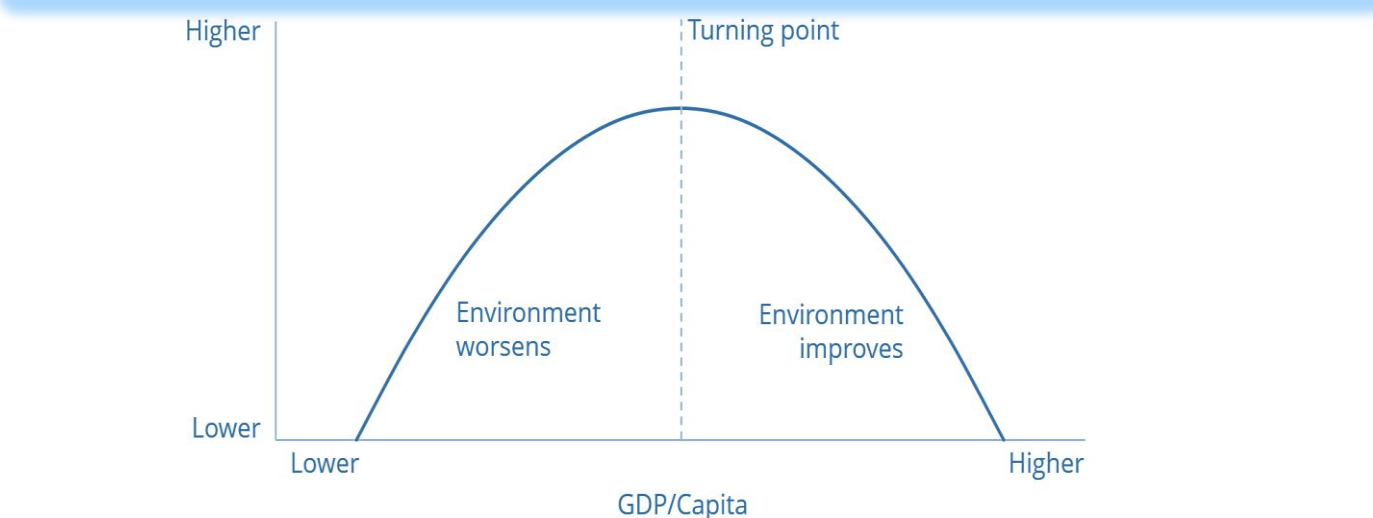 Higher
Turning point
Environment
worsens
Environment
improves
Lower
Lower
Higher
GDP/Capita